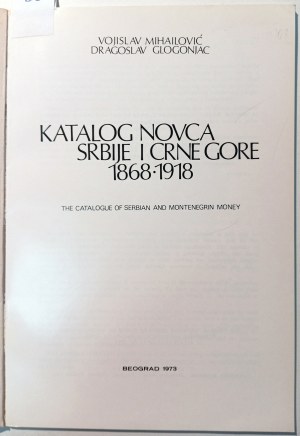 VOJISLAV MIHAILOVIĆ
DRAGOSLAV GLOGONJAC
KATALOG NOVCA
SRBIJE I CRNE GORE
1868-1918
THE CATALOGUE OF SERBIAN AND MONTENEGRIN MONEY
BEOGRAD 1973